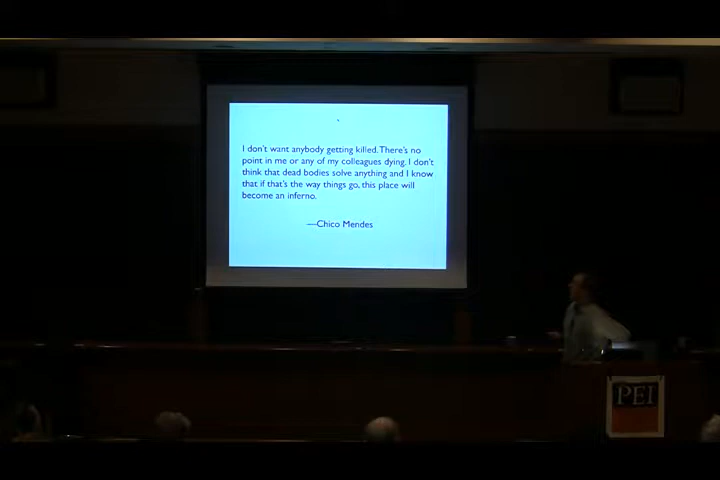 I don't want anybody getting killed. There's no
point in me or any of my colleagues dying. I don't
think that dead bodies solve anything and I know
that if that's the way things go, this place will
become an inferno.
—Chico Mendes
PEI